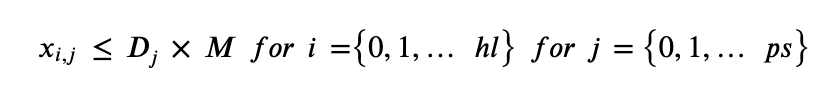 x_{i,j} ≤ D_j × M for i ={0, 1, … hl} for j = {0, 1, … ps}